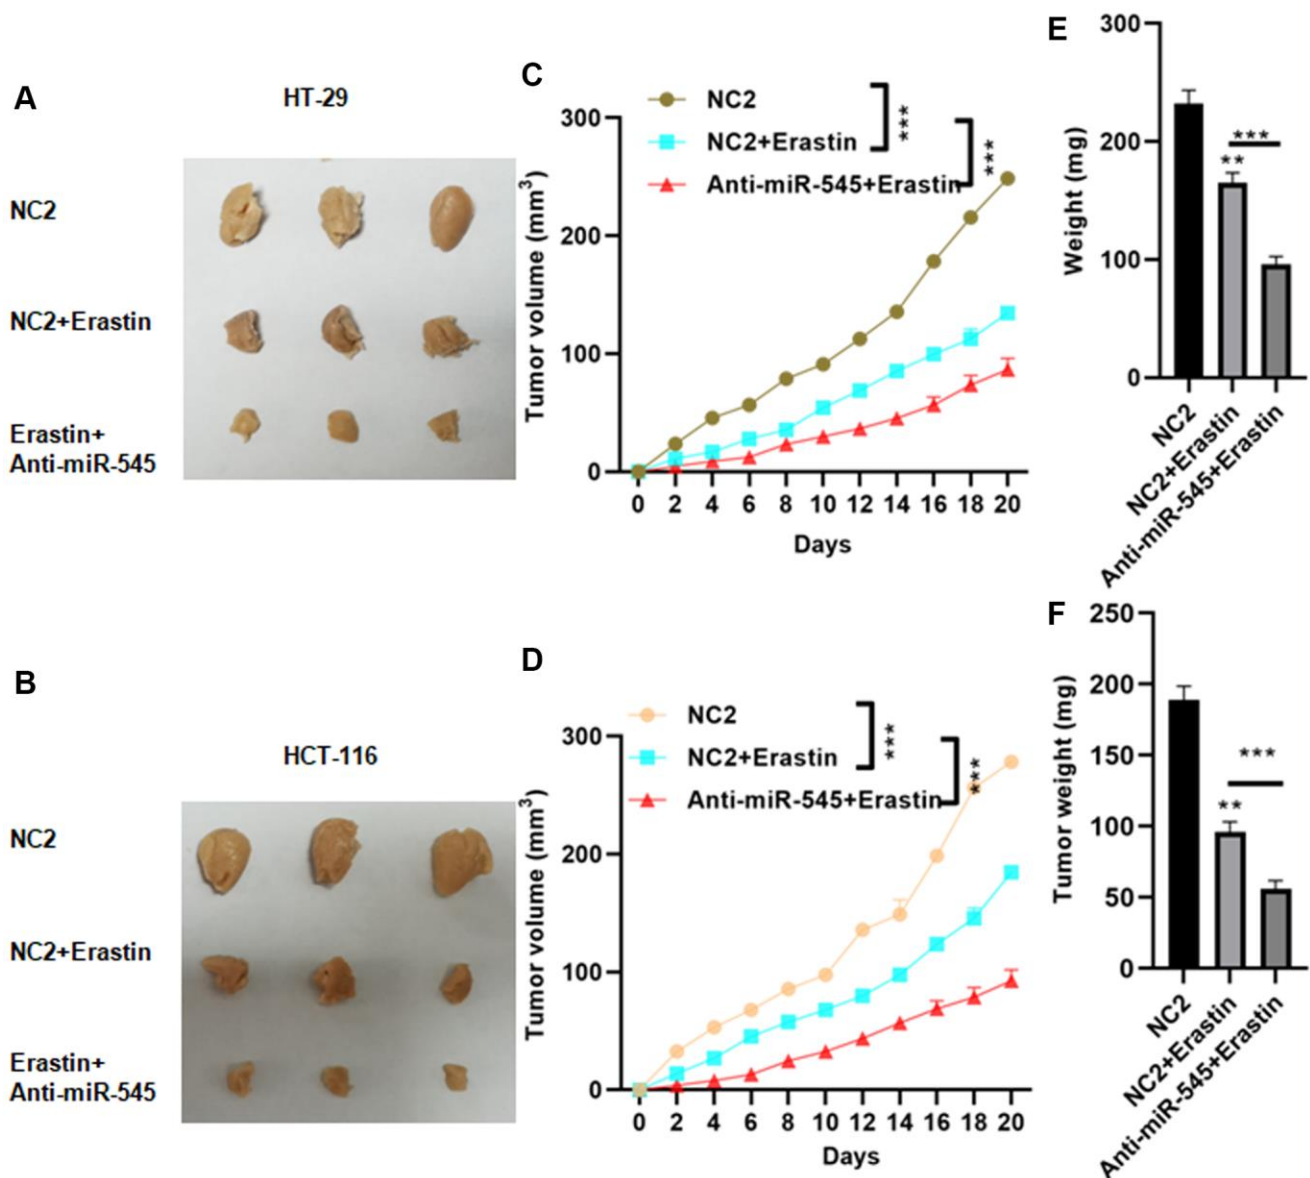 A
HT-29
NC2
NC2+Erastin
Erastin+
Anti-miR-545
C
NC2
NC2+Erastin
Anti-miR-545+Erastin
***
***
Tumor volume (mm3)
300
200
100
0
0 2 4 6 8 10 12 14 16 18 20
Days
E
Weight (mg)
300
200
100
0
***
**
NC2
NC2+Erastin
Anti-miR-545+Erastin
B
HCT-116
NC2
NC2+Erastin
Erastin+
Anti-miR-545
D
NC2
NC2+Erastin
Anti-miR-545+Erastin
***
***
Tumor volume (mm3)
300
200
100
0
0 2 4 6 8 10 12 14 16 18 20
Days
F
Tumor weight (mg)
250
200
150
100
50
0
***
**
NC2
NC2+Erastin
Anti-miR-545+Erastin